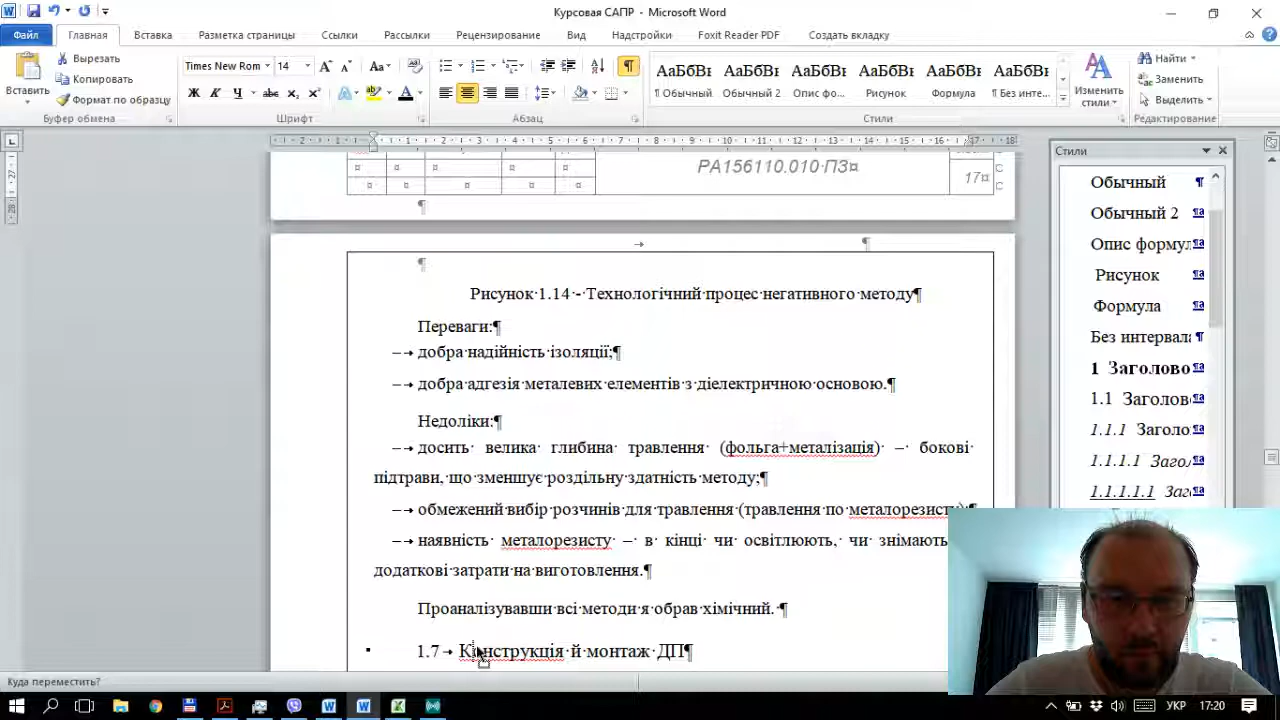 Курсовая САПР - Microsoft Word
Файл Главная Вставка Разметка страницы Ссылки Рассылки Рецензирование Вид Надстройки Foxit Reader PDF Создать вкладку
Вставить
Вырезать
Копировать
Формат по образцу
Буфер обмена
Times New Rom 14
Ж К Ч abc x₂ x²
Шрифт
Абзац
АаБбВı АаБбВı АаБбВı АаБбВı АаБбВı АаБбВı
¶ Обычный Обычный 2 Опис фо... Рисунок Формула ¶ Без инте...
Стили
Изменить стили
Найти
Заменить
Выделить
Редактирование
РА156110.010·ПЗ¤
17¤
Рисунок·1.14·-·Технологічний·процес·негативного·методу¶
Переваги:¶
–→добра·надійність·ізоляції;¶
–→добра·адгезія·металевих·елементів·з·діелектричною·основою.¶
Недоліки:¶
–→досить· велика· глибина· травлення· (фольга+металізація)· –· бокові·
підтрави,·що·зменшує·роздільну·здатність·методу;¶
–→обмежений·вибір·розчинів·для·травлення·(травлення·по·металорезисту);¶
–→наявність· металорезисту· –· в· кінці· чи· освітлюють,· чи· знімають
додаткові·затрати·на·виготовлення.¶
Проаналізувавши·всі·методи·я·обрав·хімічний.·¶
1.7→Конструкція·й·монтаж·ДП¶
Стили
Обычный ¶
Обычный 2
Опис формул
Рисунок
Формула
Без интервала
1 Заголово
1.1 Заголов
1.1.1 Заголо
1.1.1.1 Заго
1.1.1.1.1 Заг
Куда переместить?
УКР 17:20